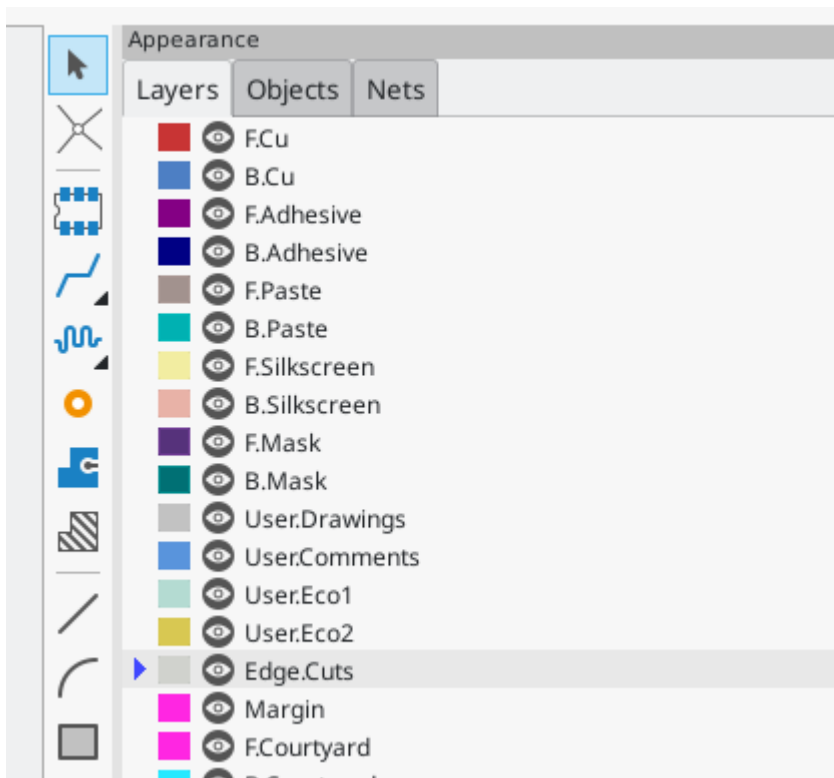 Appearance
Layers Objects Nets
F.Cu
B.Cu
F.Adhesive
B.Adhesive
F.Paste
B.Paste
F.Silkscreen
B.Silkscreen
F.Mask
B.Mask
User.Drawings
User.Comments
User.Eco1
User.Eco2
Edge.Cuts
Margin
F.Courtyard